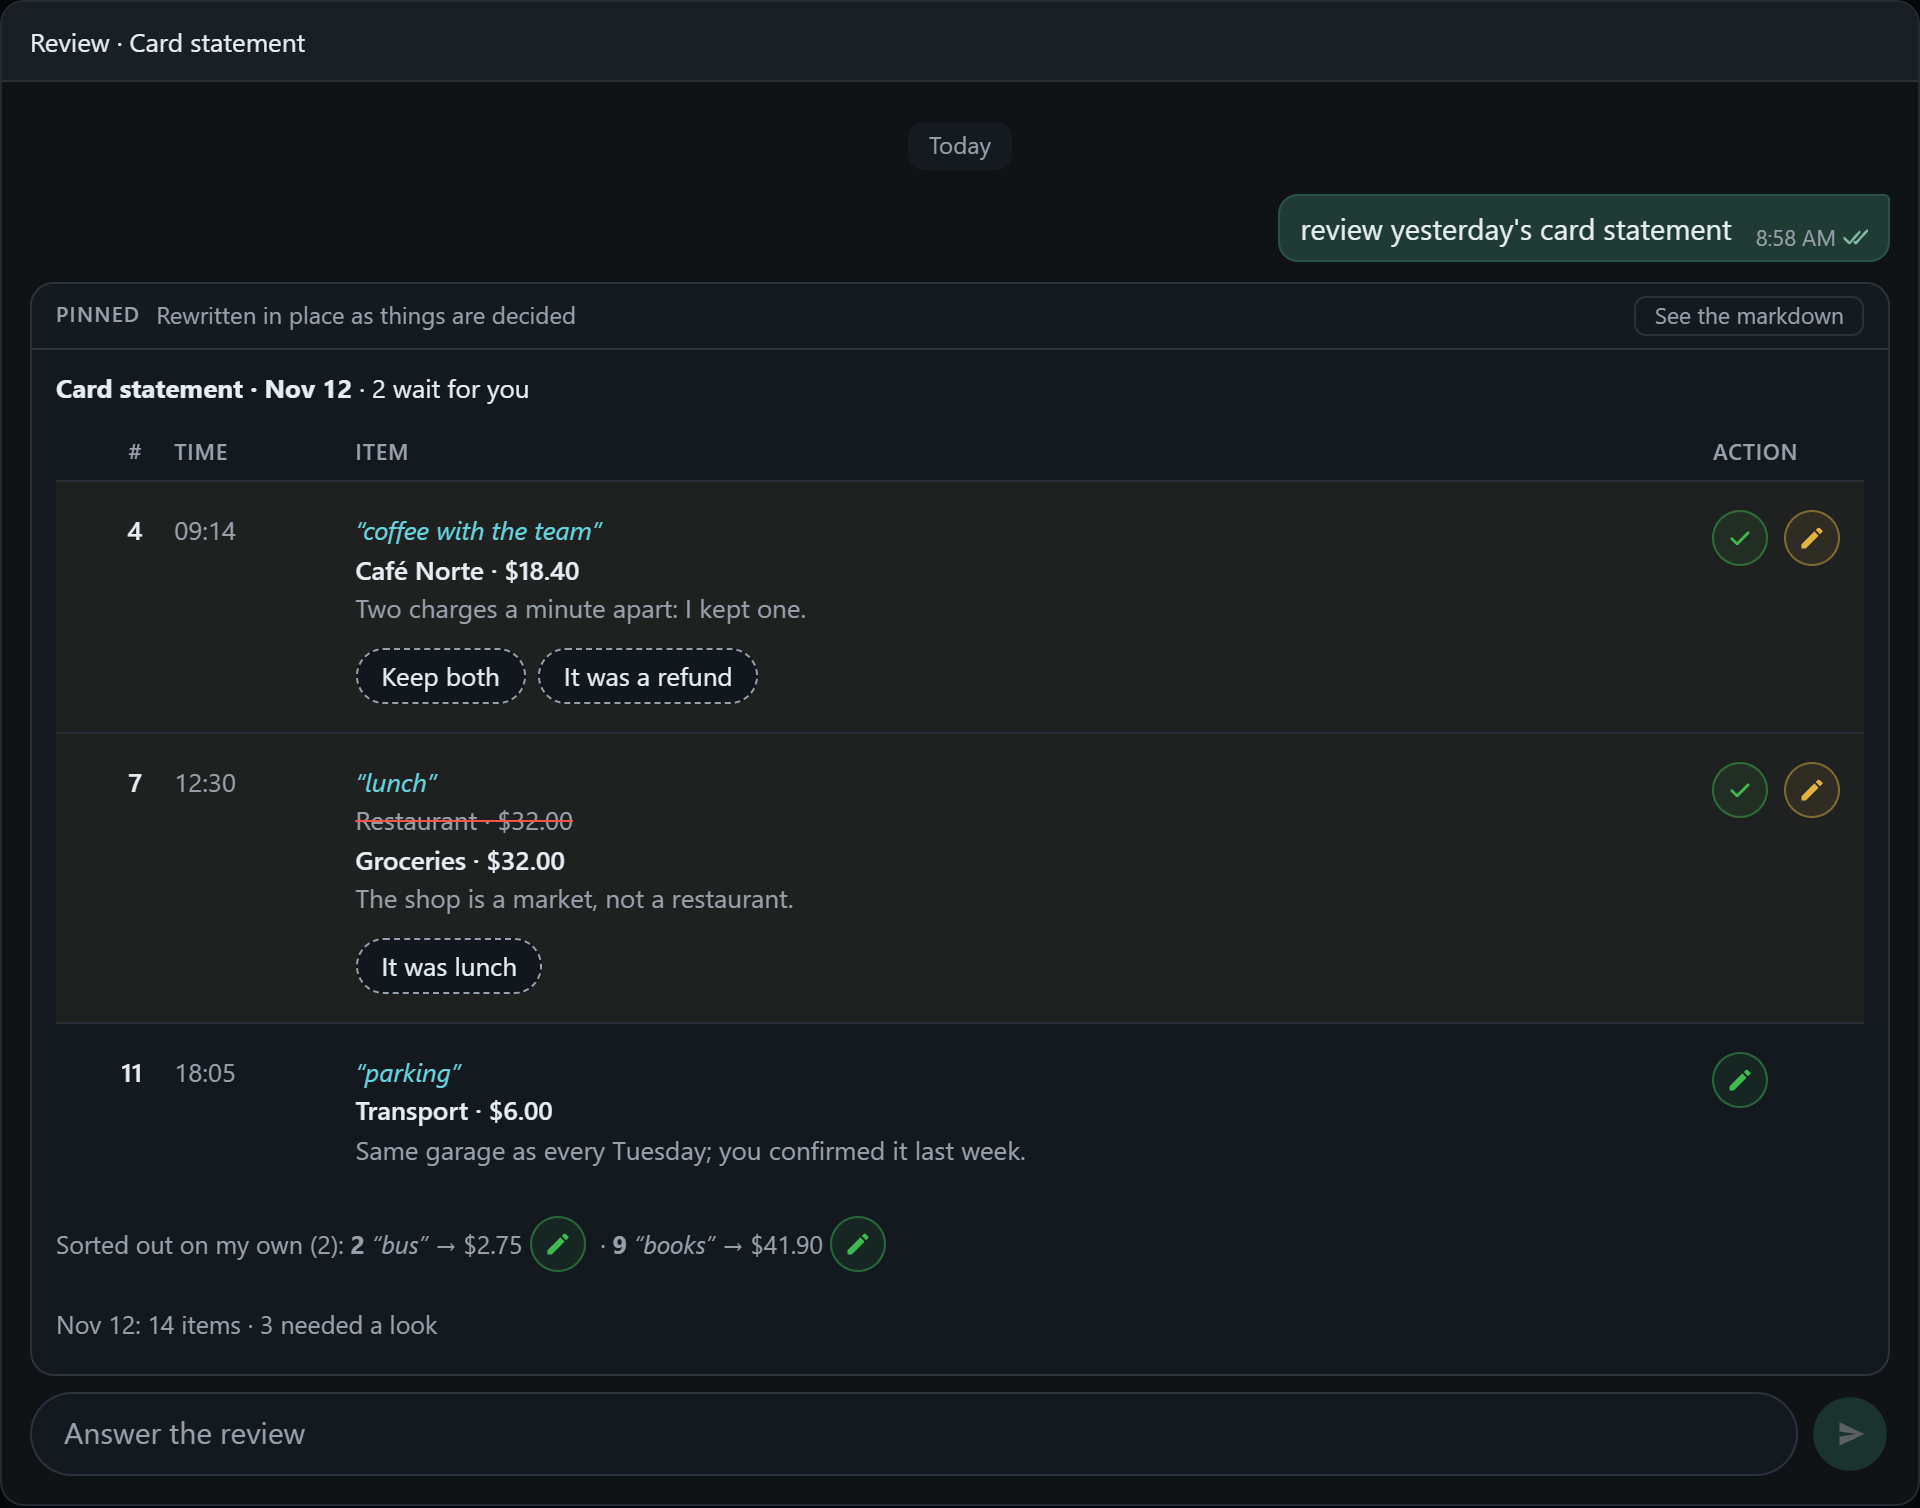 Review · Card statement
Today
review yesterday's card statement 8:58 AM
PINNED Rewritten in place as things are decided See the markdown
Card statement · Nov 12 · 2 wait for you
# TIME ITEM ACTION
4 09:14 “coffee with the team”
Café Norte · $18.40
Two charges a minute apart: I kept one.
Keep both It was a refund
7 12:30 “lunch”
Restaurant · $32.00
Groceries · $32.00
The shop is a market, not a restaurant.
It was lunch
11 18:05 “parking”
Transport · $6.00
Same garage as every Tuesday; you confirmed it last week.
Sorted out on my own (2): 2 “bus” → $2.75 · 9 “books” → $41.90
Nov 12: 14 items · 3 needed a look
Answer the review